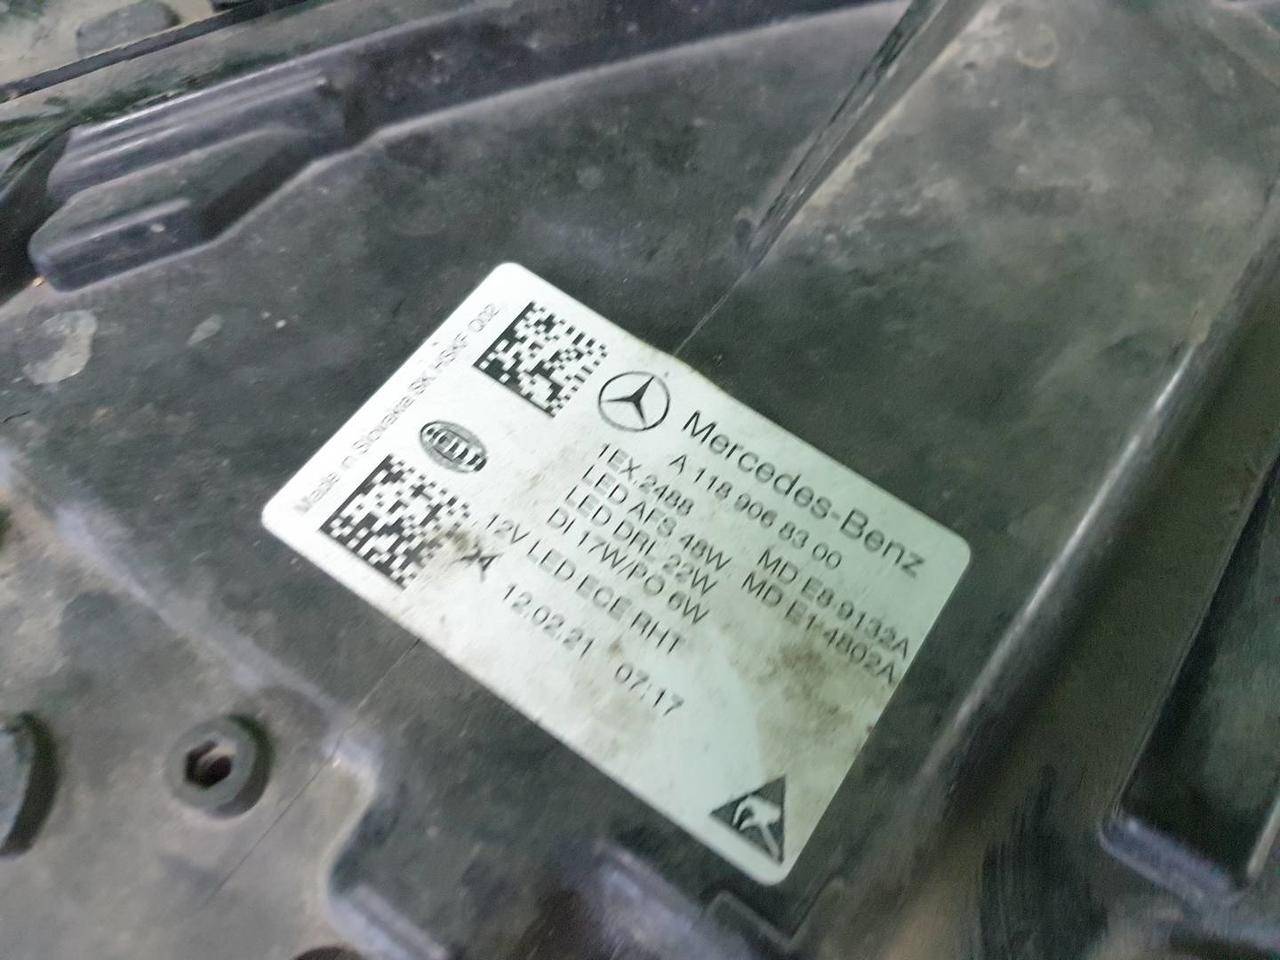 Made in Slovakia SK HSKF Q02
HELLA
Mercedes-Benz
A 118 906 83 00
1EX.2488
LED AFS 48W MD E8 9132A
LED DRL 22W MD E1 4802A
DI 17W/PO 6W
12V LED ECE RHT
12.02.21 07:17